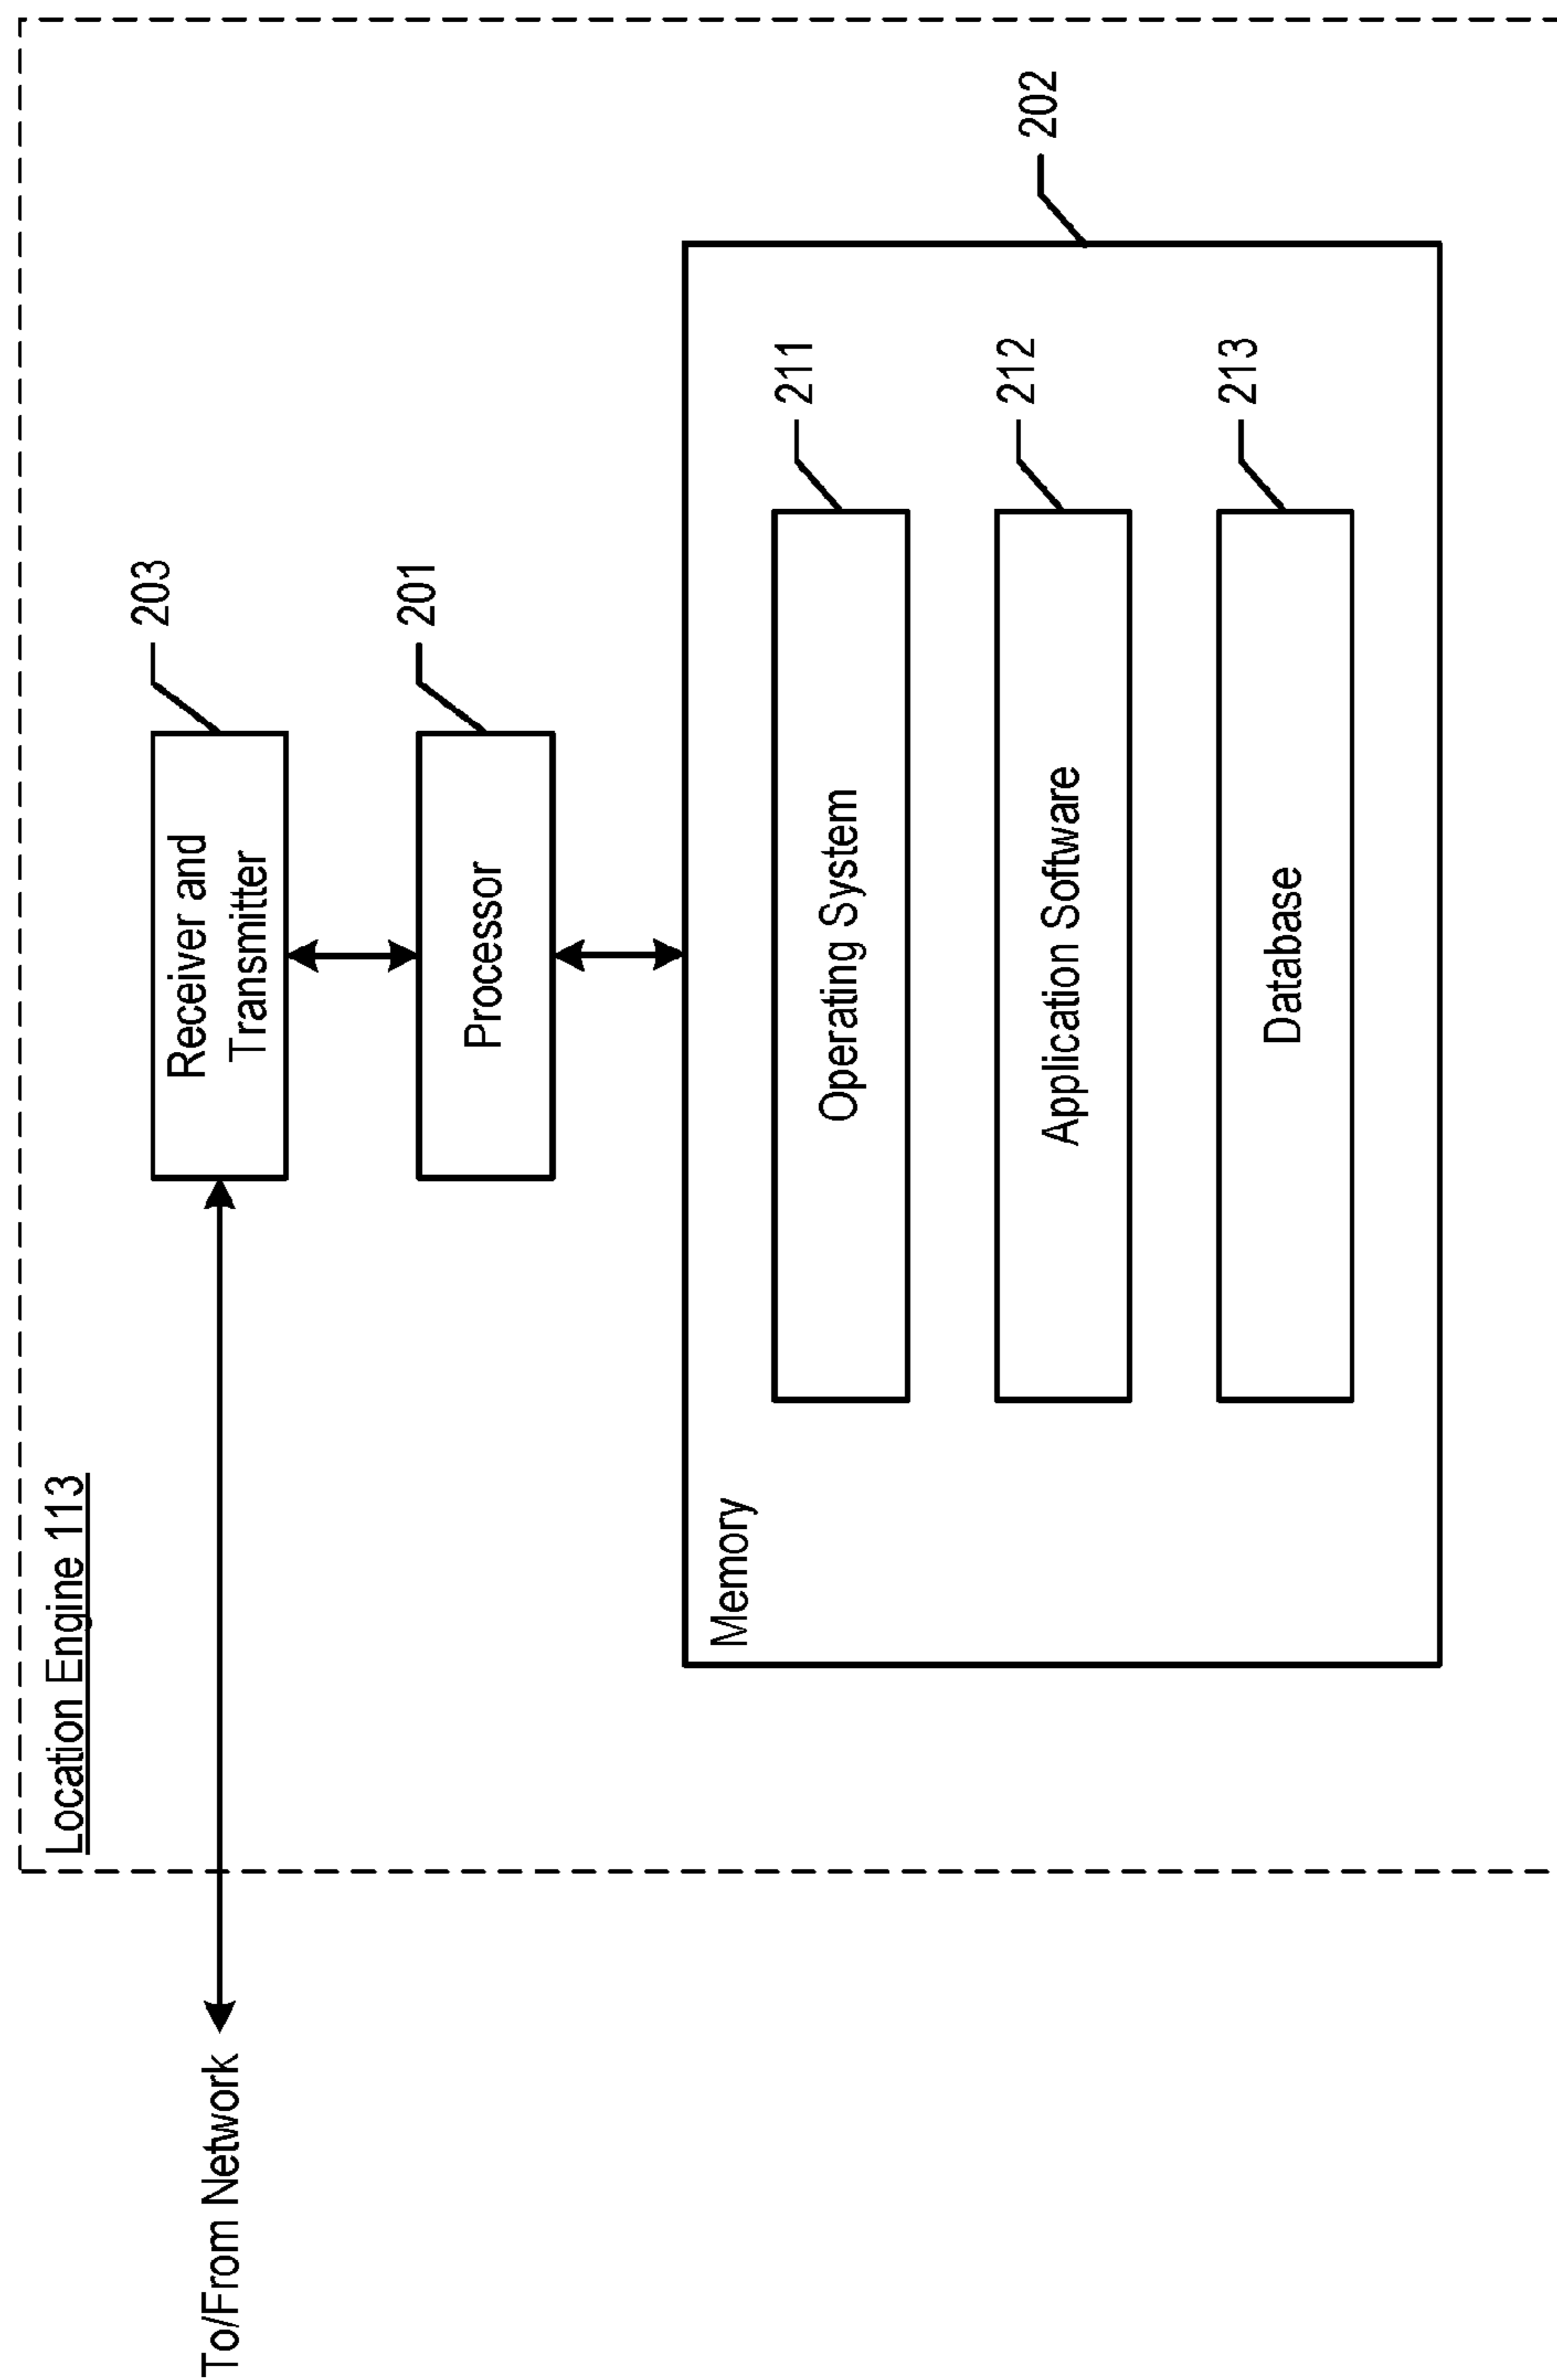 Location Engine 113
To/From Network
Receiver and
Transmitter
203
Processor
201
Memory
202
Operating System
211
Application Software
212
Database
213